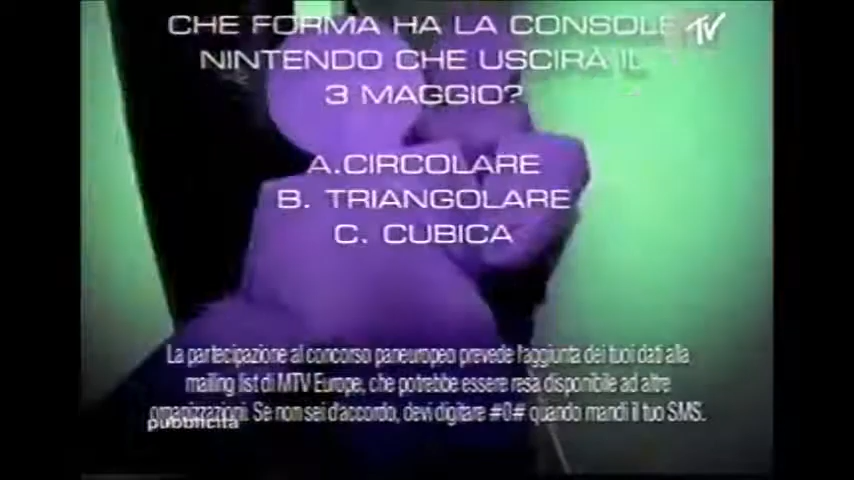 CHE FORMA HA LA CONSOLE
MTV
NINTENDO CHE USCIRÀ IL
3 MAGGIO?
A.CIRCOLARE
B. TRIANGOLARE
C. CUBICA
La partecipazione al concorso paneuropeo prevede l'aggiunta dei tuoi dati alla
mailing list di MTV Europe, che potrebbe essere resa disponibile ad altre
organizzazioni. Se non sei d'accordo, devi digitare #0# quando mandi il tuo SMS.
pubblicità